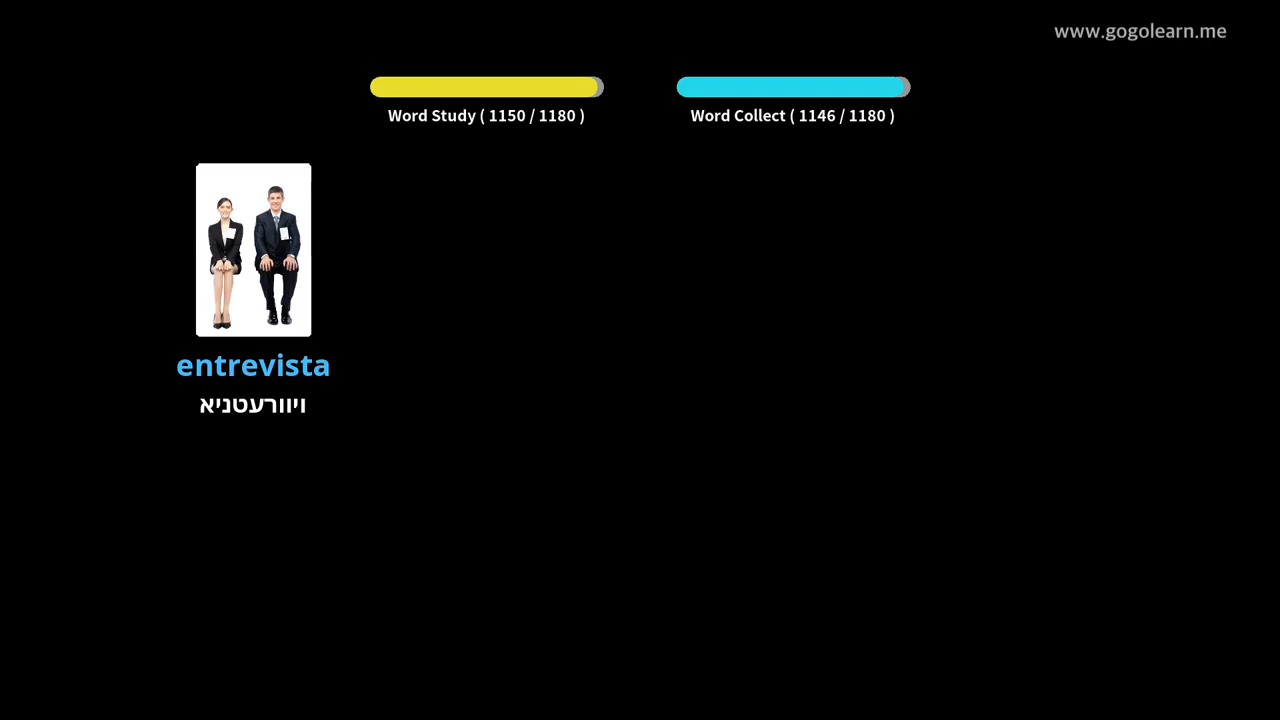 www.gogolearn.me
Word Study ( 1150 / 1180 )
Word Collect ( 1146 / 1180 )
entrevista
ויוורעטניא